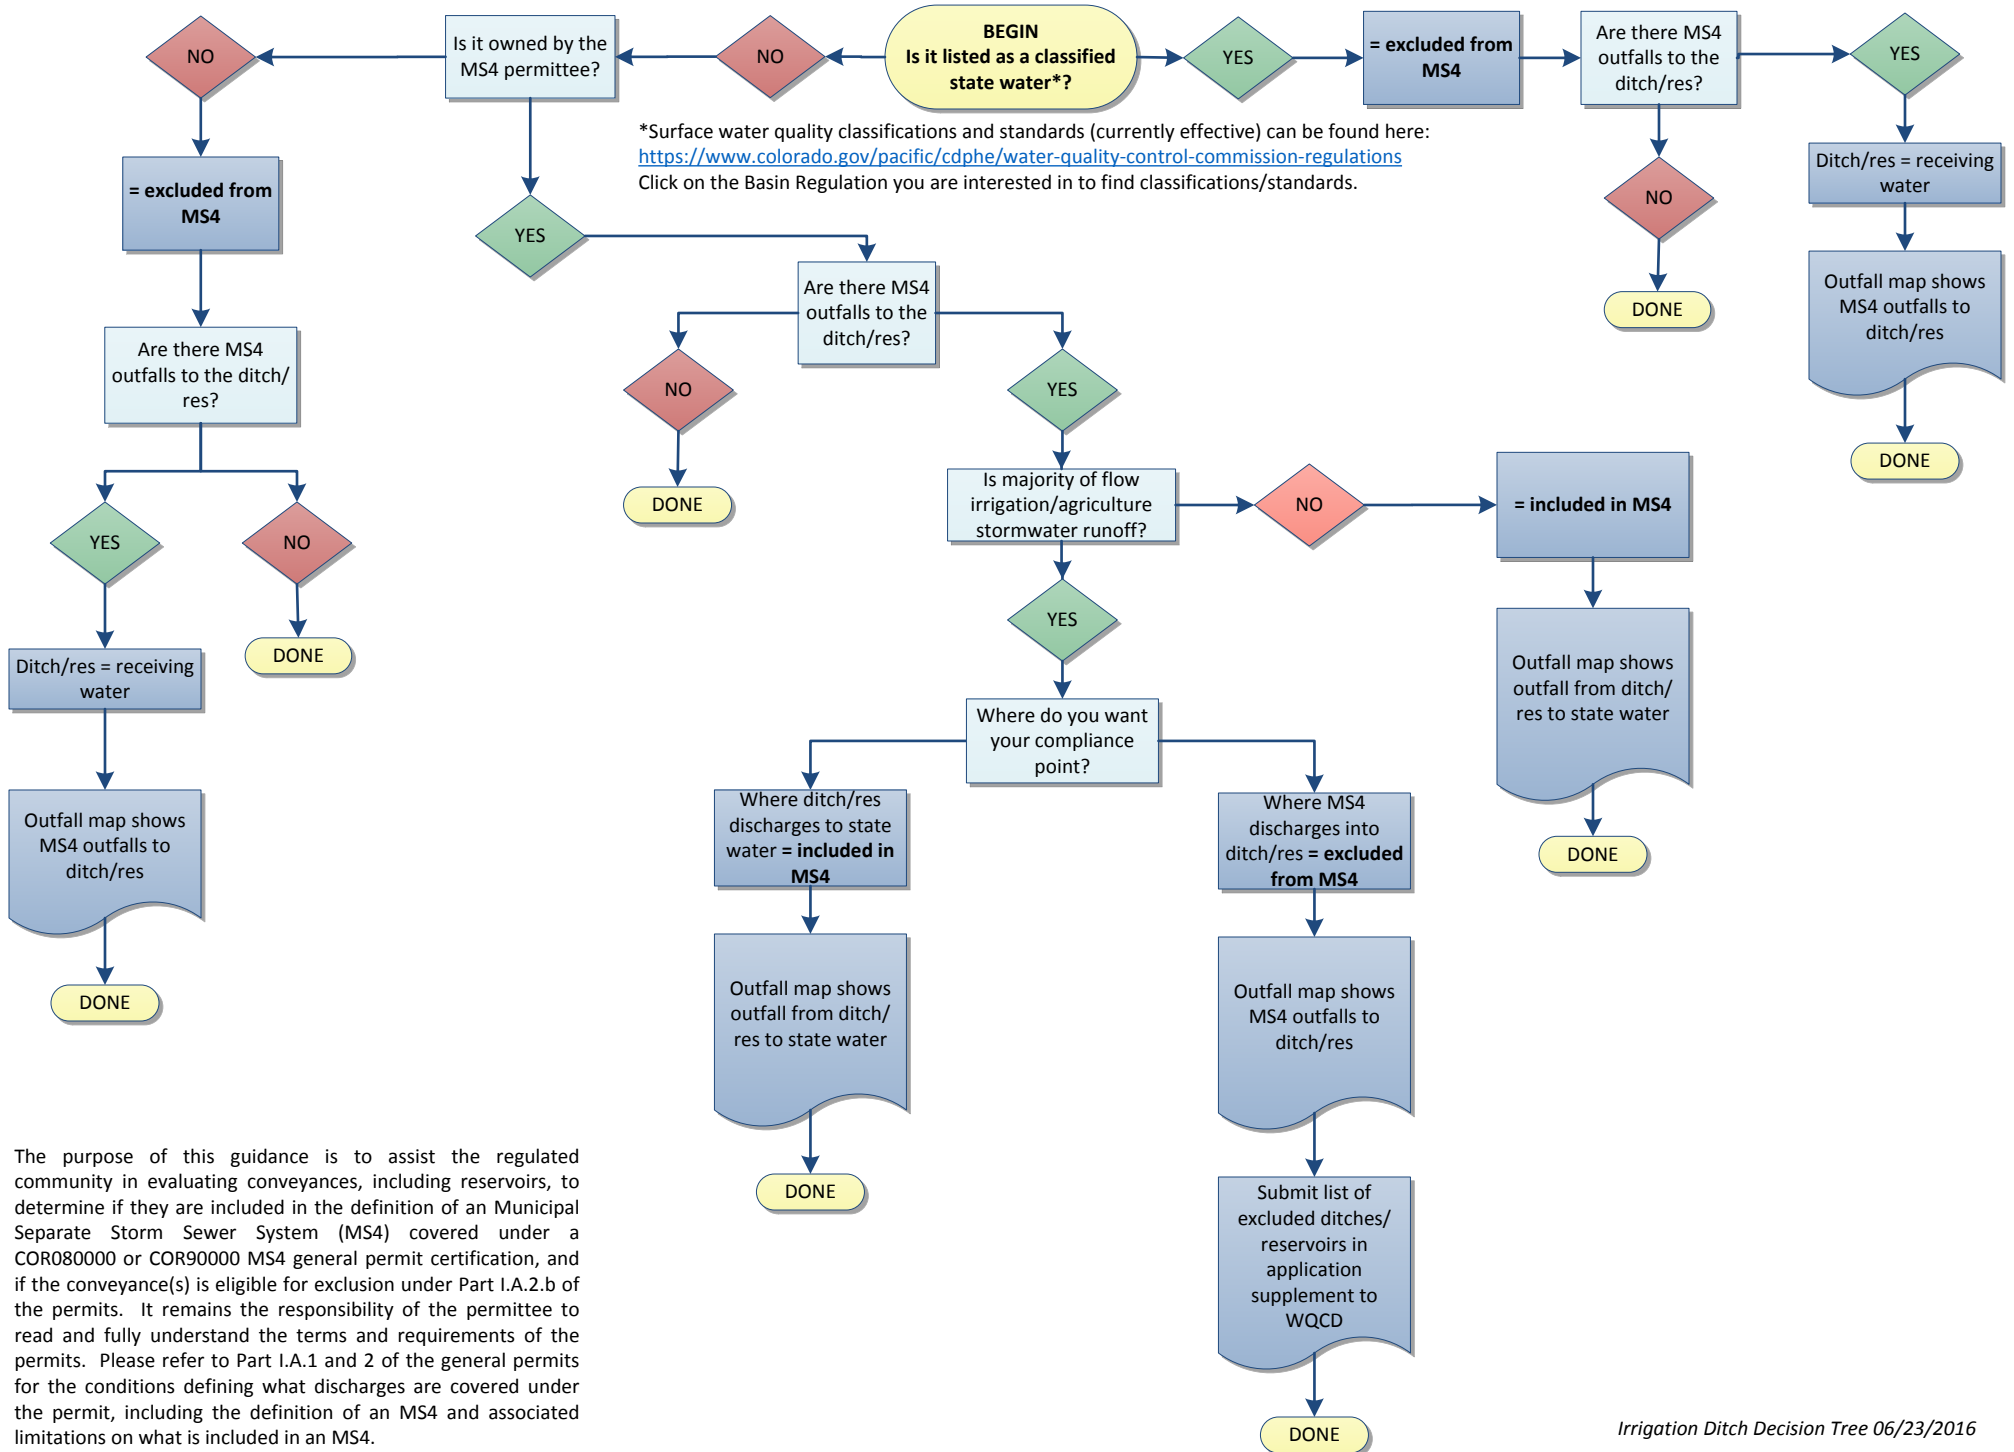 NO
Is it owned by the
MS4 permittee?
NO
BEGIN
Is it listed as a classified
state water*?
YES
= excluded from
MS4
Are there MS4
outfalls to the
ditch/res?
YES
*Surface water quality classifications and standards (currently effective) can be found here:
https://www.colorado.gov/pacific/cdphe/water-quality-control-commission-regulations
Click on the Basin Regulation you are interested in to find classifications/standards.
NO
DONE
Ditch/res = receiving
water
Outfall map shows
MS4 outfalls to
ditch/res
DONE
= excluded from
MS4
Are there MS4
outfalls to the ditch/
res?
YES
NO
DONE
Ditch/res = receiving
water
Outfall map shows
MS4 outfalls to
ditch/res
DONE
YES
Are there MS4
outfalls to the
ditch/res?
NO
DONE
YES
Is majority of flow
irrigation/agriculture
stormwater runoff?
NO
= included in MS4
Outfall map shows
outfall from ditch/
res to state water
DONE
YES
Where do you want
your compliance
point?
Where ditch/res
discharges to state
water = included in
MS4
Outfall map shows
outfall from ditch/
res to state water
DONE
Where MS4
discharges into
ditch/res = excluded
from MS4
Outfall map shows
MS4 outfalls to
ditch/res
Submit list of
excluded ditches/
reservoirs in
application
supplement to
WQCD
DONE
The purpose of this guidance is to assist the regulated
community in evaluating conveyances, including reservoirs, to
determine if they are included in the definition of an Municipal
Separate Storm Sewer System (MS4) covered under a
COR080000 or COR90000 MS4 general permit certification, and
if the conveyance(s) is eligible for exclusion under Part I.A.2.b of
the permits. It remains the responsibility of the permittee to
read and fully understand the terms and requirements of the
permits. Please refer to Part I.A.1 and 2 of the general permits
for the conditions defining what discharges are covered under
the permit, including the definition of an MS4 and associated
limitations on what is included in an MS4.
Irrigation Ditch Decision Tree 06/23/2016